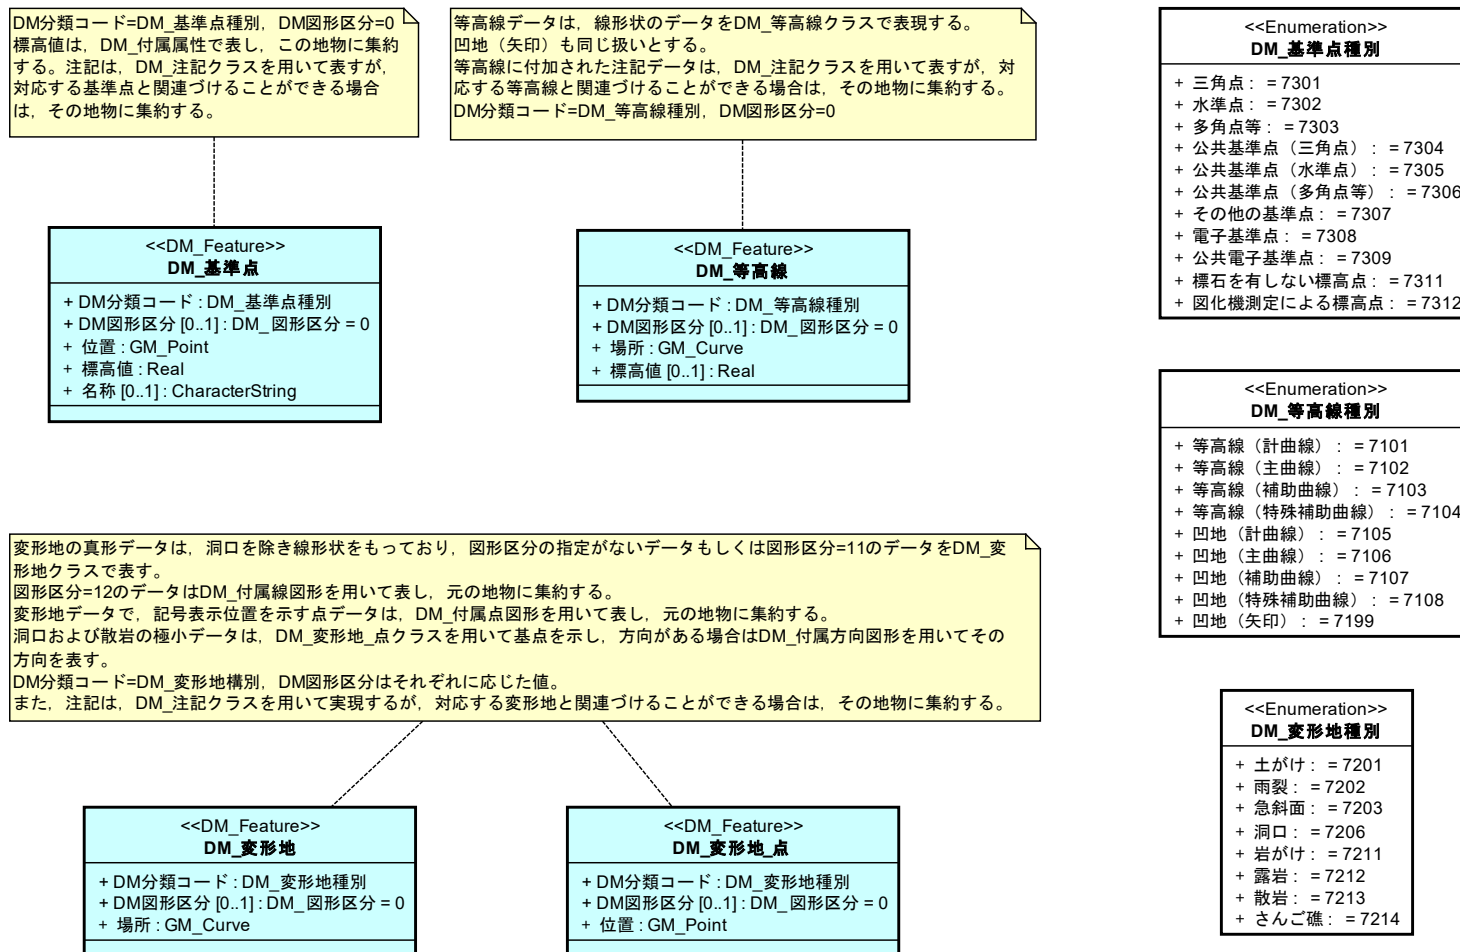 DM分類コード=DM_基準点種別，DM図形区分=0
標高値は，DM_付属属性で表し，この地物に集約
する。注記は，DM_注記クラスを用いて表すが，
対応する基準点と関連づけることができる場合
は，その地物に集約する。
等高線データは，線形状のデータをDM_等高線クラスで表現する。
凹地（矢印）も同じ扱いとする。
等高線に付加された注記データは，DM_注記クラスを用いて表すが，対
応する等高線と関連づけることができる場合は，その地物に集約する。
DM分類コード=DM_等高線種別，DM図形区分=0
<<DM_Feature>>
DM_基準点
+ DM分類コード : DM_基準点種別
+ DM図形区分 [0..1] : DM_図形区分 = 0
+ 位置 : GM_Point
+ 標高値 : Real
+ 名称 [0..1] : CharacterString
<<DM_Feature>>
DM_等高線
+ DM分類コード : DM_等高線種別
+ DM図形区分 [0..1] : DM_図形区分 = 0
+ 場所 : GM_Curve
+ 標高値 [0..1] : Real
<<Enumeration>>
DM_基準点種別
+ 三角点 : = 7301
+ 水準点 : = 7302
+ 多角点等 : = 7303
+ 公共基準点（三角点） : = 7304
+ 公共基準点（水準点） : = 7305
+ 公共基準点（多角点等） : = 7306
+ その他の基準点 : = 7307
+ 電子基準点 : = 7308
+ 公共電子基準点 : = 7309
+ 標石を有しない標高点 : = 7311
+ 図化機測定による標高点 : = 7312
<<Enumeration>>
DM_等高線種別
+ 等高線（計曲線） : = 7101
+ 等高線（主曲線） : = 7102
+ 等高線（補助曲線） : = 7103
+ 等高線（特殊補助曲線） : = 7104
+ 凹地（計曲線） : = 7105
+ 凹地（主曲線） : = 7106
+ 凹地（補助曲線） : = 7107
+ 凹地（特殊補助曲線） : = 7108
+ 凹地（矢印） : = 7199
変形地の真形データは，洞口を除き線形状をもっており，図形区分の指定がないデータもしくは図形区分=11のデータをDM_変
形地クラスで表す。
図形区分=12のデータはDM_付属線図形を用いて表し，元の地物に集約する。
変形地データで，記号表示位置を示す点データは，DM_付属点図形を用いて表し，元の地物に集約する。
洞口および散岩の極小データは，DM_変形地_点クラスを用いて基点を示し，方向がある場合はDM_付属方向図形を用いてその
方向を表す。
DM分類コード=DM_変形地構別，DM図形区分はそれぞれに応じた値。
また，注記は，DM_注記クラスを用いて実現するが，対応する変形地と関連づけることができる場合は，その地物に集約する。
<<DM_Feature>>
DM_変形地
+ DM分類コード : DM_変形地種別
+ DM図形区分 [0..1] : DM_図形区分 = 0
+ 場所 : GM_Curve
<<DM_Feature>>
DM_変形地_点
+ DM分類コード : DM_変形地種別
+ DM図形区分 [0..1] : DM_図形区分 = 0
+ 位置 : GM_Point
<<Enumeration>>
DM_変形地種別
+ 土がけ : = 7201
+ 雨裂 : = 7202
+ 急斜面 : = 7203
+ 洞口 : = 7206
+ 岩がけ : = 7211
+ 露岩 : = 7212
+ 散岩 : = 7213
+ さんご礁 : = 7214